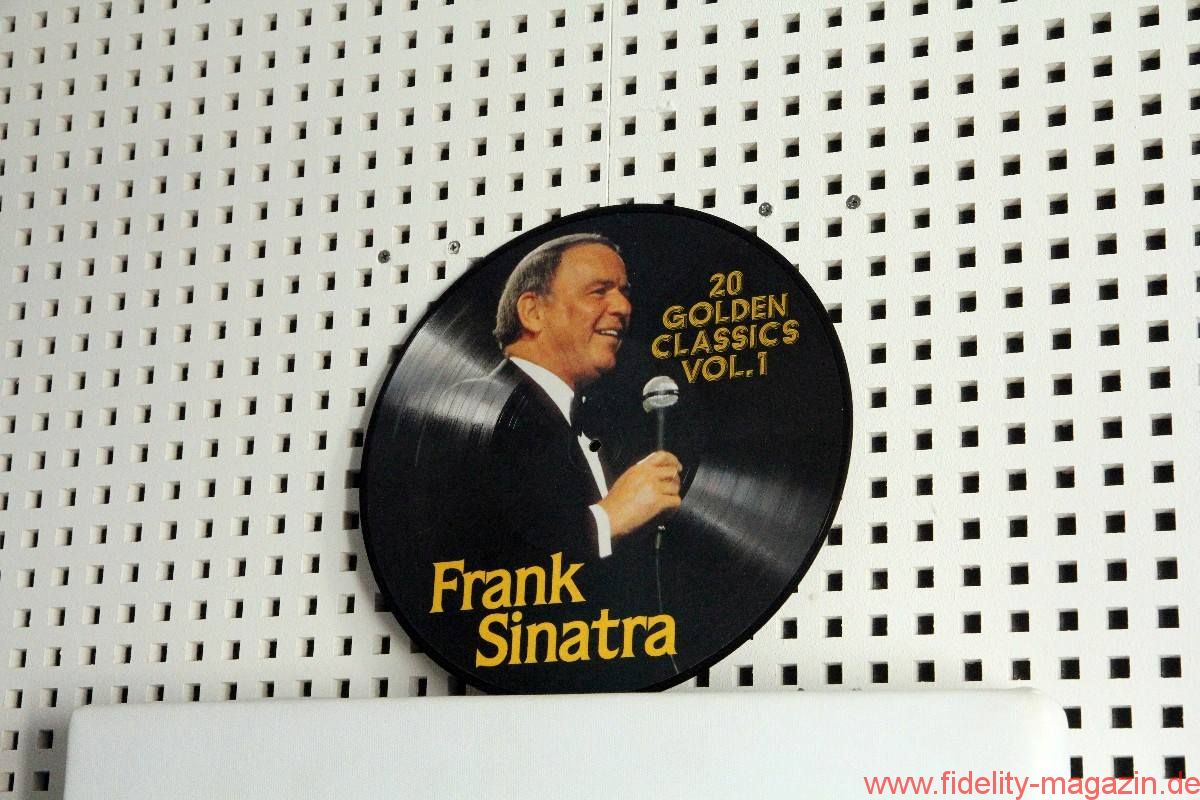 20
GOLDEN
CLASSICS
VOL.1
Frank
Sinatra
www.fidelity-magazin.de